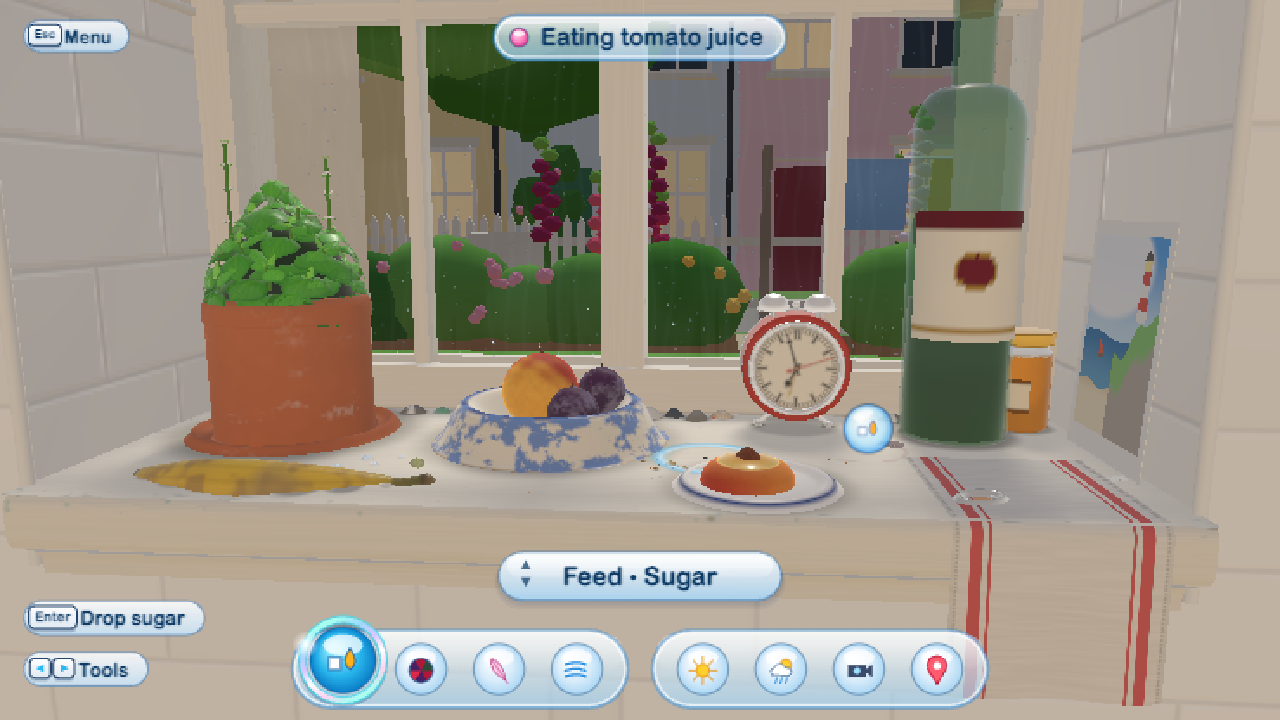 Esc Menu
Eating tomato juice
Feed · Sugar
Enter Drop sugar
Tools